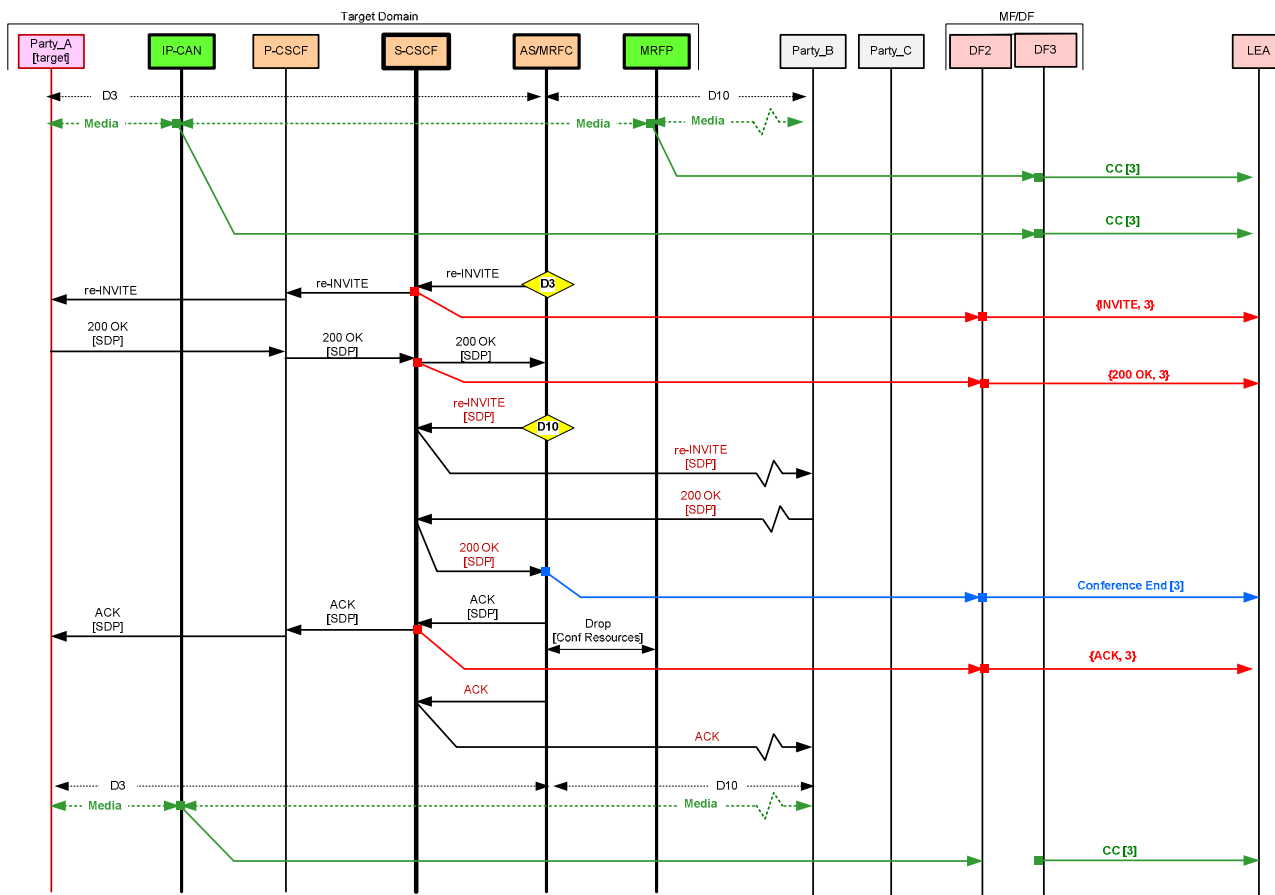 Target Domain
MF/DF
Party_A
[target]
IP-CAN
P-CSCF
S-CSCF
AS/MRFC
MRFP
Party_B
Party_C
DF2
DF3
LEA
D3
D10
Media
Media
Media
CC [3]
CC [3]
re-INVITE
D3
re-INVITE
re-INVITE
{INVITE, 3}
200 OK
[SDP]
200 OK
[SDP]
200 OK
[SDP]
{200 OK, 3}
re-INVITE
[SDP]
D10
re-INVITE
[SDP]
200 OK
[SDP]
200 OK
[SDP]
Conference End [3]
ACK
[SDP]
ACK
[SDP]
ACK
[SDP]
Drop
[Conf Resources]
{ACK, 3}
ACK
ACK
D3
D10
Media
Media
CC [3]